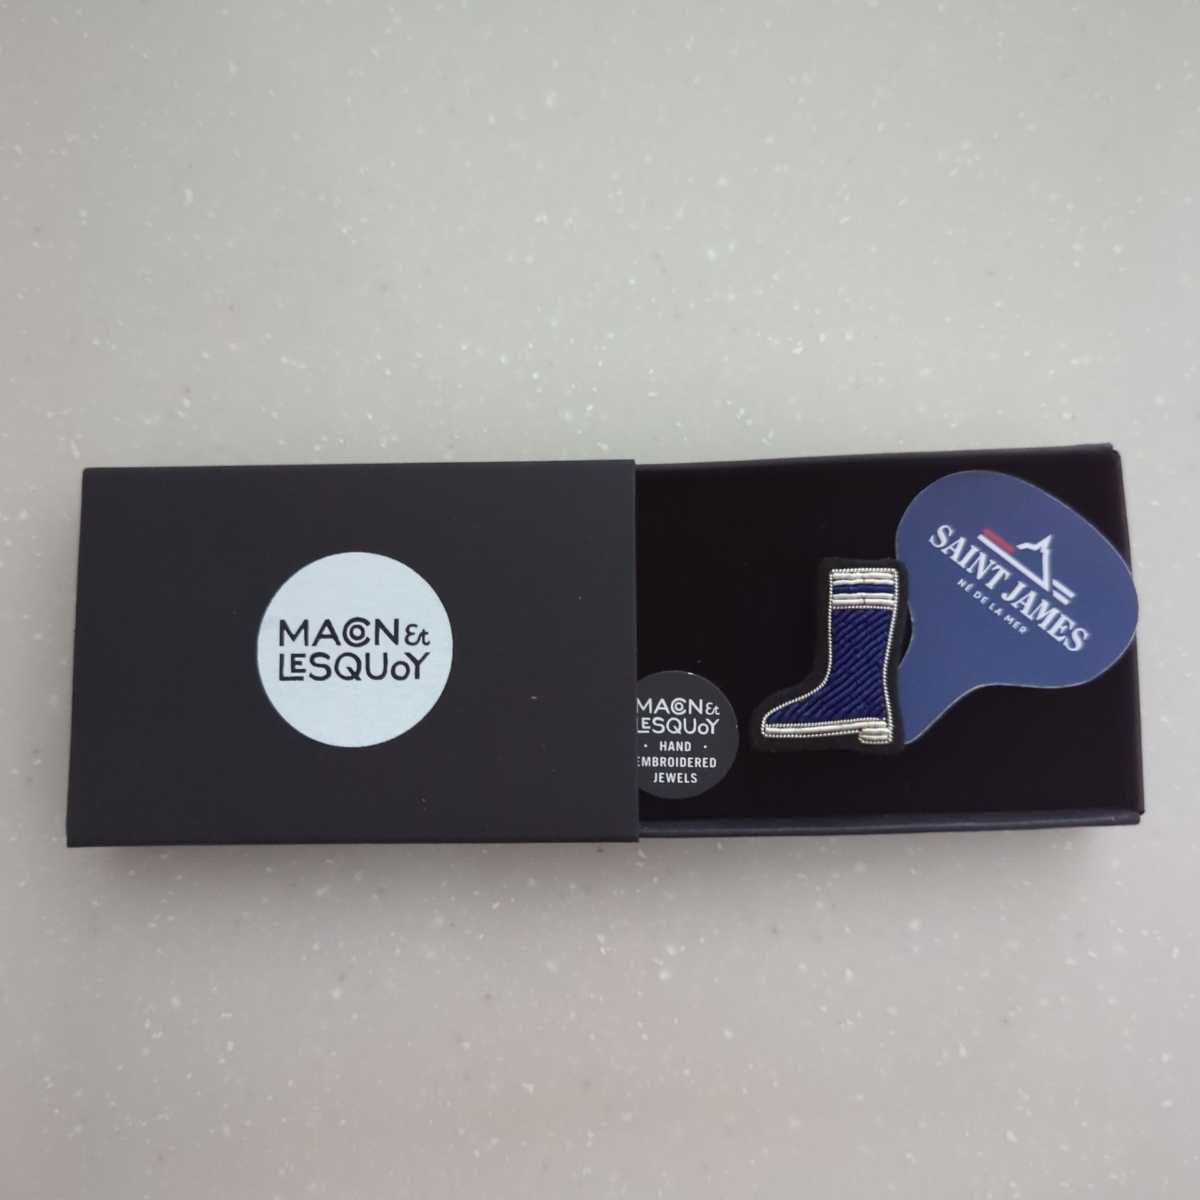 MACON Et
LESQUOY
MACON Et
LESQUOY
• HAND •
EMBROIDERED
JEWELS
SAINT JAMES
NÉ DE LA MER